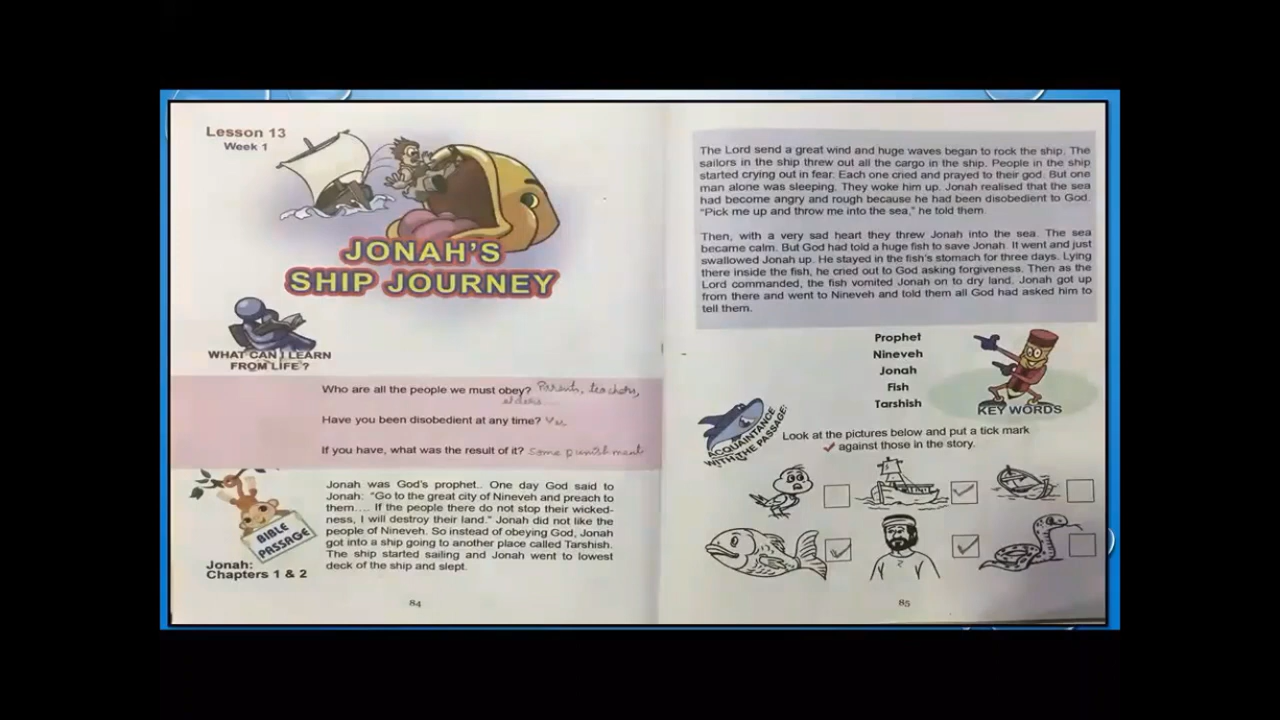 Lesson 13
Week 1
JONAH'S
SHIP JOURNEY
WHAT CAN I LEARN
FROM LIFE?
Who are all the people we must obey? Parents, teachers,
elders
Have you been disobedient at any time? Yes
If you have, what was the result of it? Some punishment
BIBLE
PASSAGE
Jonah:
Chapters 1 & 2
Jonah was God's prophet.. One day God said to
Jonah: "Go to the great city of Nineveh and preach to
them.... If the people there do not stop their wicked-
ness, I will destroy their land." Jonah did not like the
people of Nineveh. So instead of obeying God, Jonah
got into a ship going to another place called Tarshish.
The ship started sailing and Jonah went to lowest
deck of the ship and slept.
84
The Lord send a great wind and huge waves began to rock the ship. The
sailors in the ship threw out all the cargo in the ship. People in the ship
started crying out in fear. Each one cried and prayed to their god. But one
man alone was sleeping. They woke him up. Jonah realised that the sea
had become angry and rough because he had been disobedient to God.
"Pick me up and throw me into the sea," he told them.
Then, with a very sad heart they threw Jonah into the sea. The sea
became calm. But God had told a huge fish to save Jonah. It went and just
swallowed Jonah up. He stayed in the fish's stomach for three days. Lying
there inside the fish, he cried out to God asking forgiveness. Then as the
Lord commanded, the fish vomited Jonah on to dry land. Jonah got up
from there and went to Nineveh and told them all God had asked him to
tell them.
Prophet
Nineveh
Jonah
Fish
Tarshish
KEY WORDS
ACQUAINTANCE
WITH THE PASSAGE:
Look at the pictures below and put a tick mark
against those in the story.
85